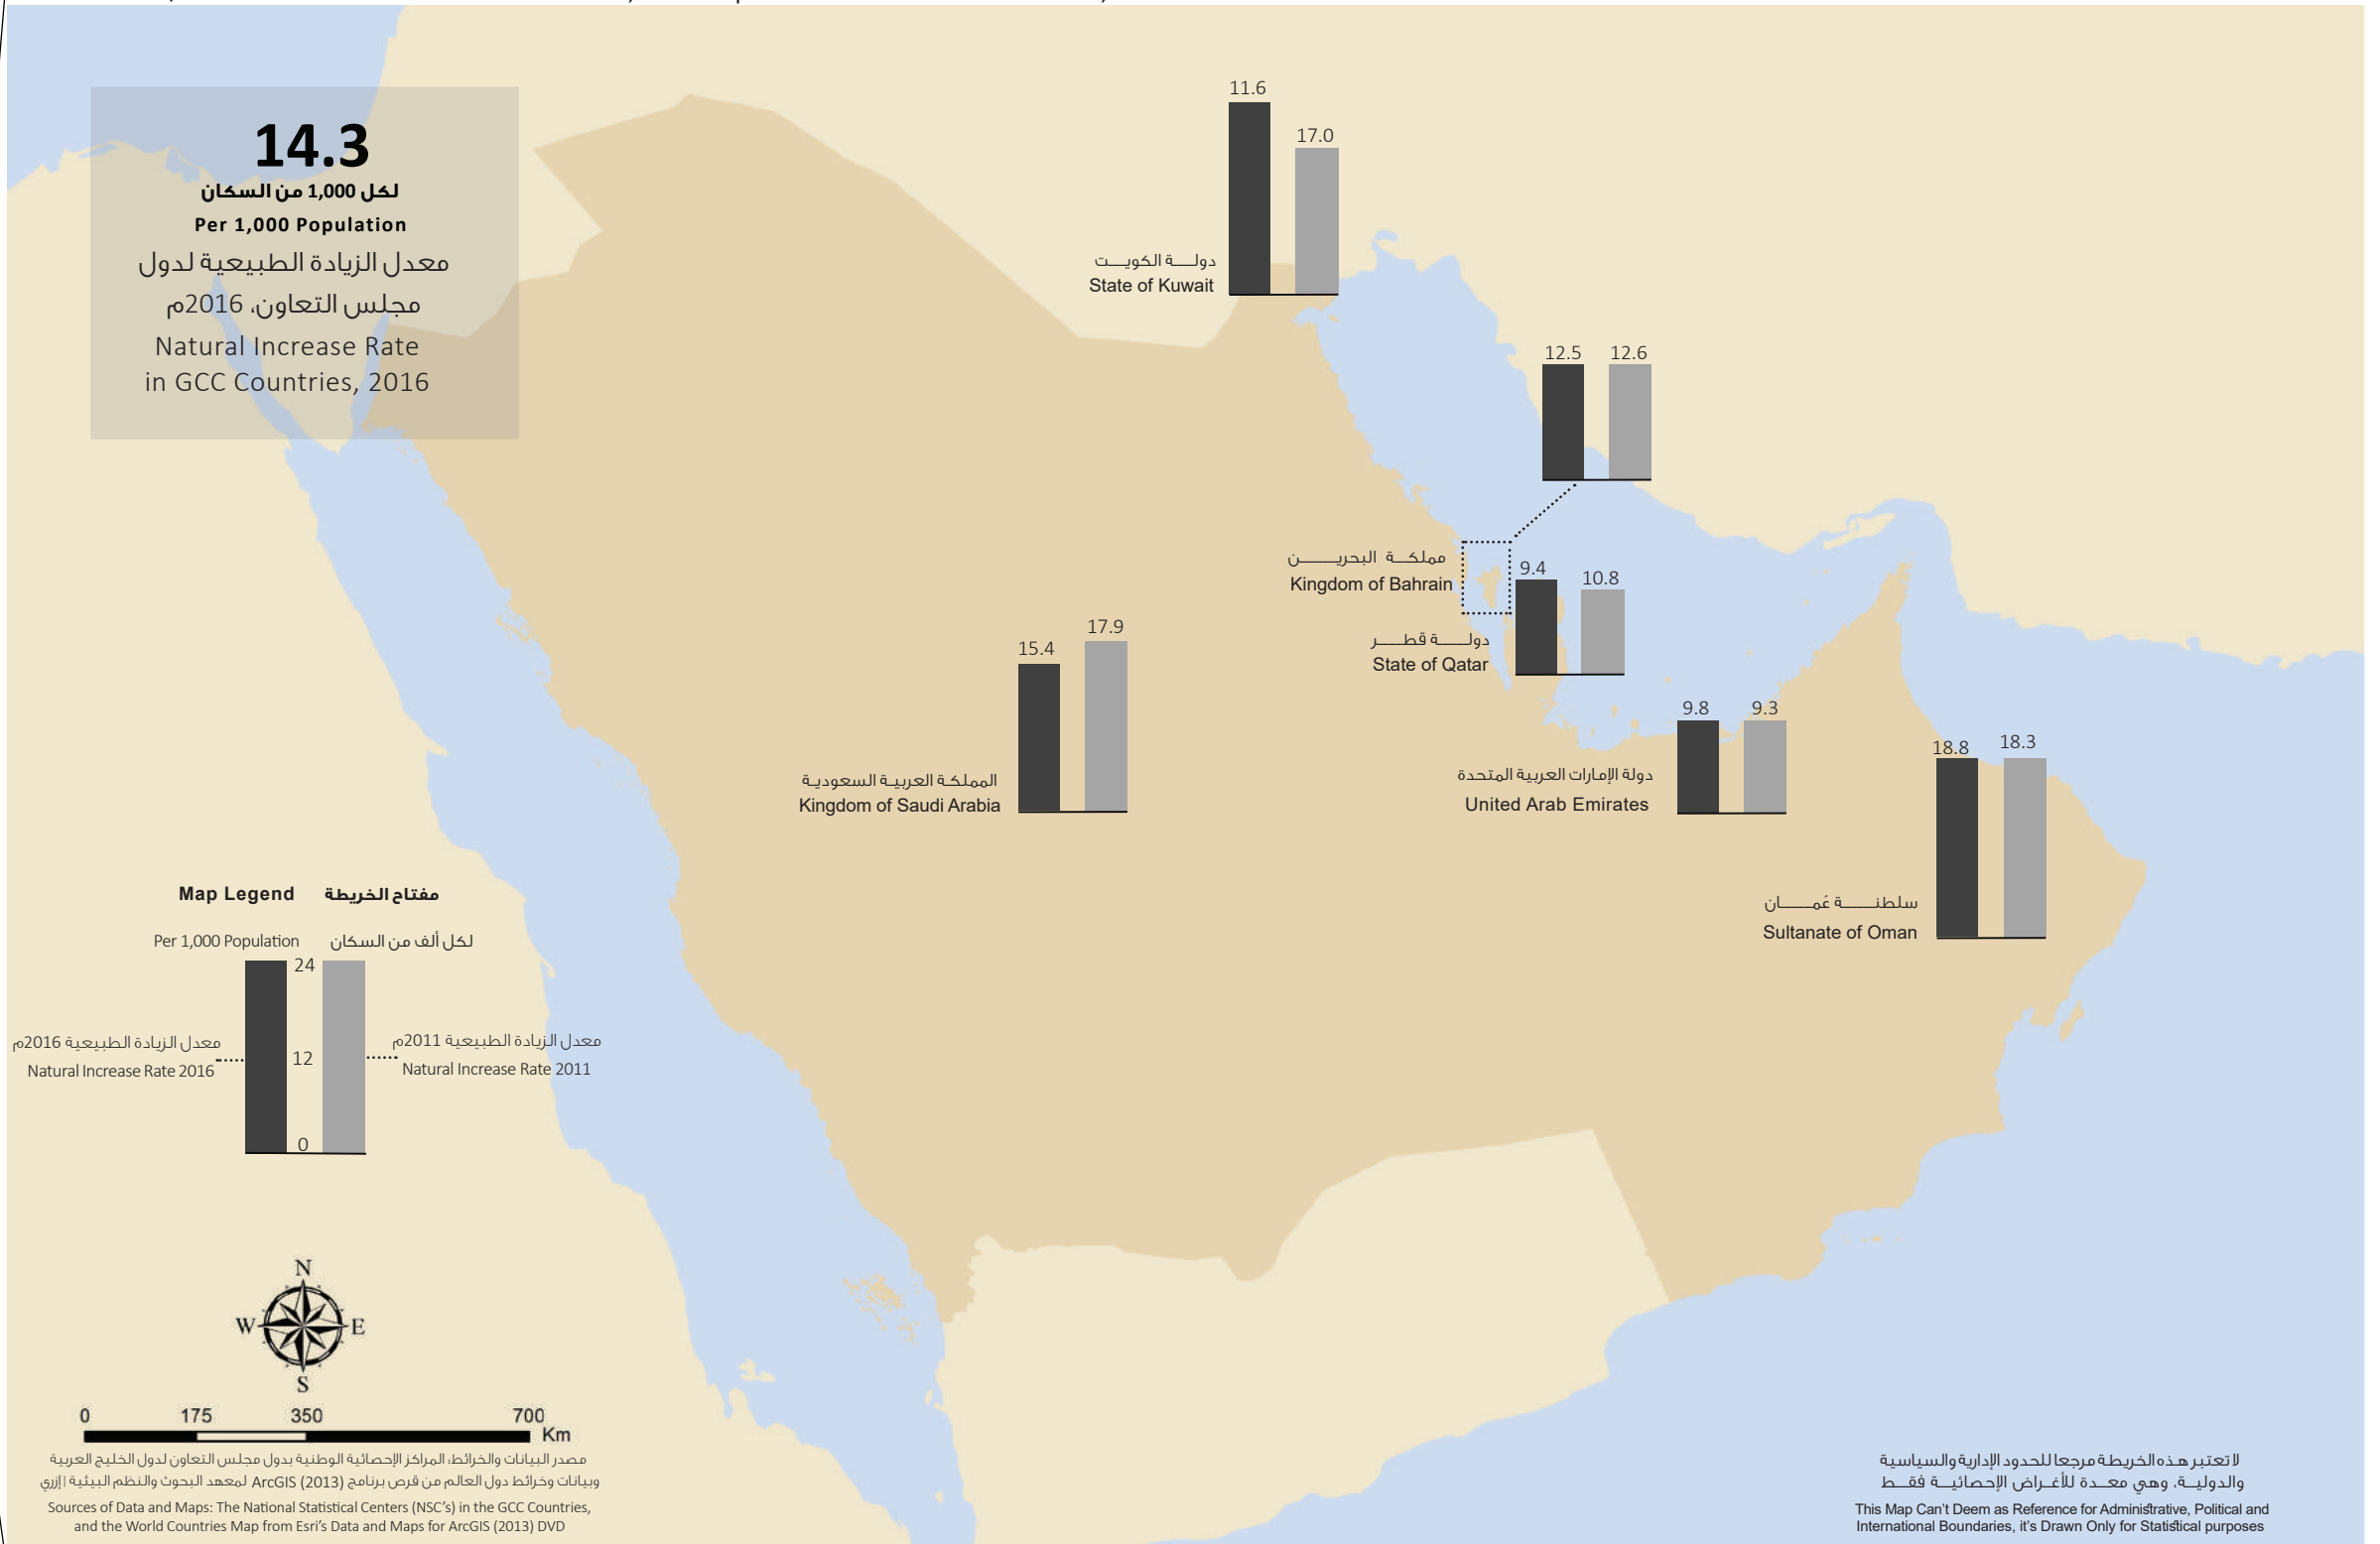 14.3
لكل 1,000 من السكان
Per 1,000 Population
معدل الزيادة الطبيعية لدول
مجلس التعاون، 2016م
Natural Increase Rate
in GCC Countries, 2016
11.6
17.0
دولـــة الكويـــت
State of Kuwait
12.5 12.6
مملكـــة البحريـــــن
Kingdom of Bahrain
9.4
10.8
دولـــــة قطـــــر
State of Qatar
15.4
17.9
المملكـة العربيـة السعوديـة
Kingdom of Saudi Arabia
9.8 9.3
دولة الإمارات العربية المتحدة
United Arab Emirates
18.8
18.3
سلطنـــــة عُمـــــان
Sultanate of Oman
Map Legend مفتاح الخريطة
Per 1,000 Population لكل ألف من السكان
24
12
0
معدل الزيادة الطبيعية 2016م
Natural Increase Rate 2016
معدل الزيادة الطبيعية 2011م
Natural Increase Rate 2011
N
W E
S
0 175 350 700
Km
مصدر البيانات والخرائط، المراكز الإحصائية الوطنية بدول مجلس التعاون لدول الخليج العربية
وبيانات وخرائط دول العالم من قرص برنامج ArcGIS (2013) لمعهد البحوث والنظم البيئية | إزري
Sources of Data and Maps: The National Statistical Centers (NSC's) in the GCC Countries,
and the World Countries Map from Esri's Data and Maps for ArcGIS (2013) DVD
لا تعتبر هذه الخريطة مرجعا للحدود الإدارية والسياسية
والدوليـــة، وهي معـــدة للأغـــراض الإحصائيـــة فقـــط
This Map Can't Deem as Reference for Administrative, Political and
International Boundaries, it's Drawn Only for Statistical purposes